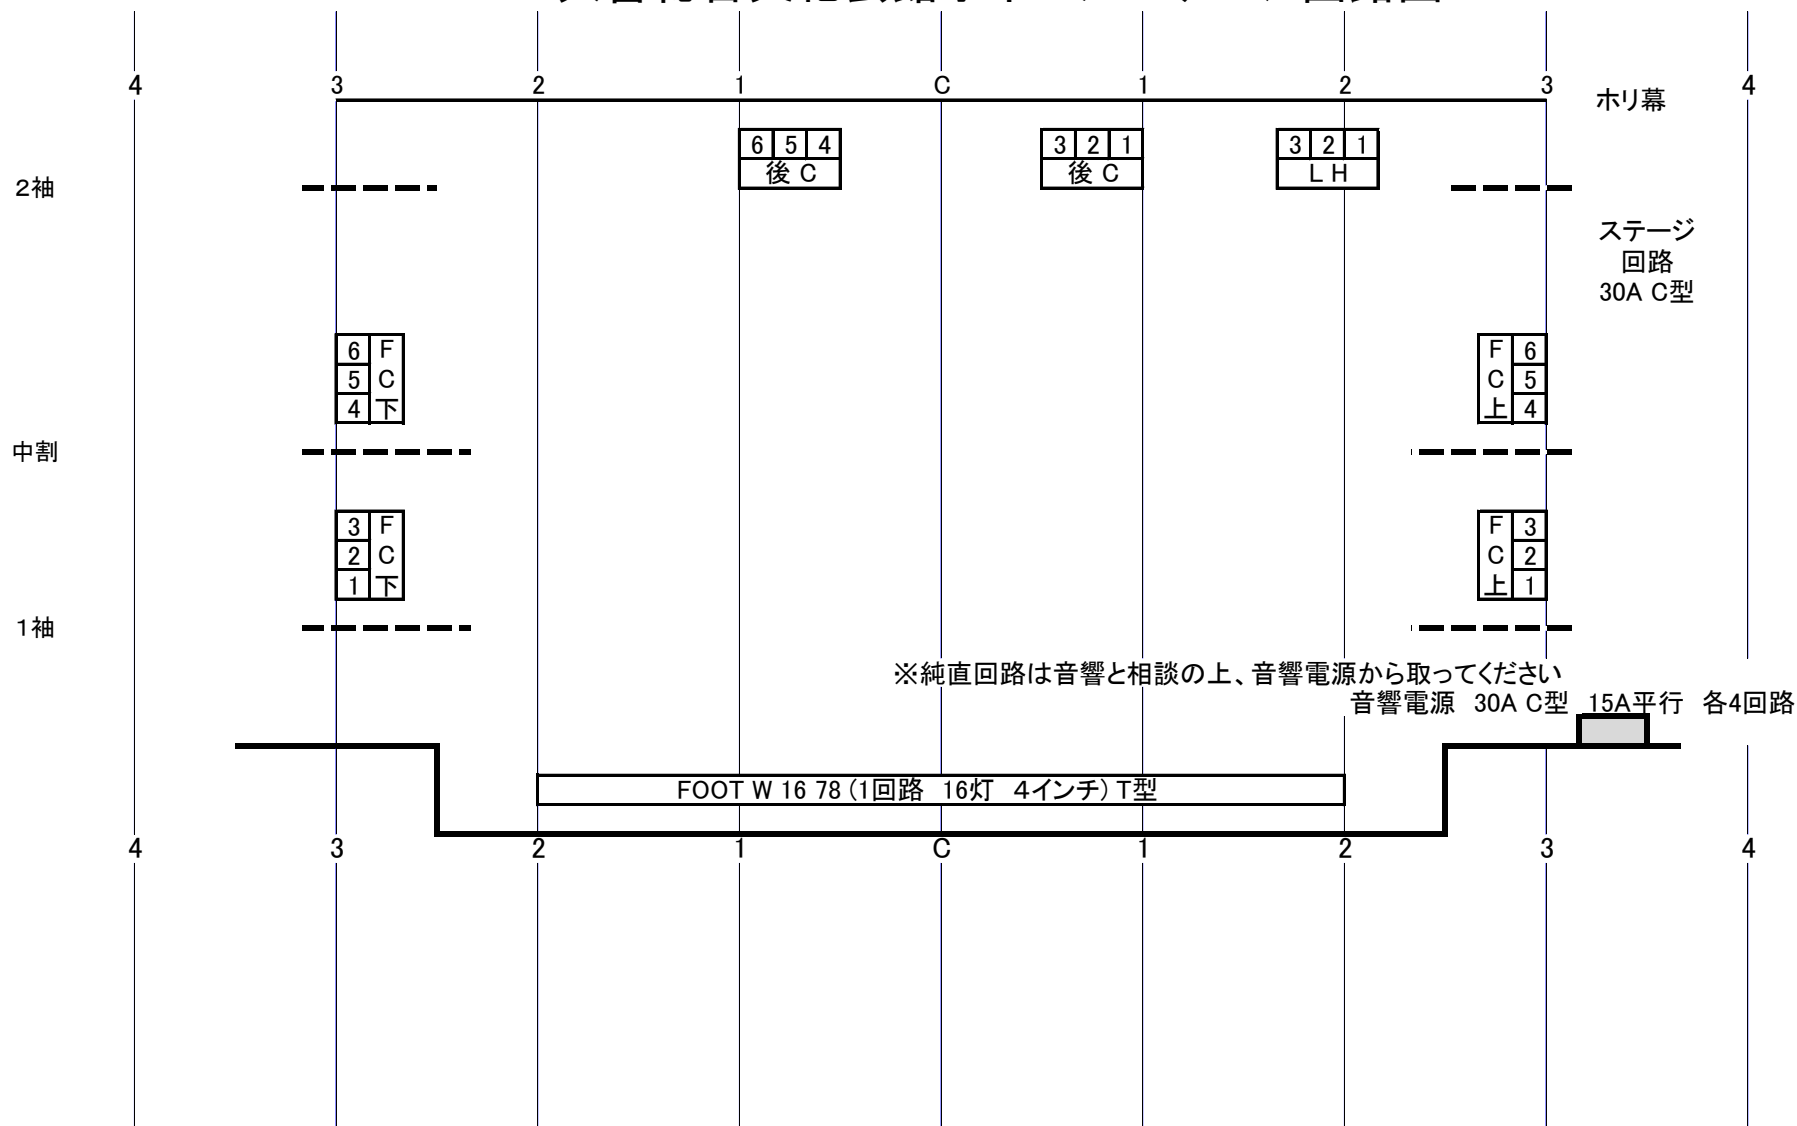 4 3 2 1 C 1 2 3 4
ホリ幕
6 5 4
後 C
3 2 1
後 C
3 2 1
L H
2袖
ステージ
回路
30A C型
6 F
5 C
4 下
F 6
C 5
上 4
中割
3 F
2 C
1 下
F 3
C 2
上 1
1袖
※純直回路は音響と相談の上、音響電源から取ってください
音響電源 30A C型 15A平行 各4回路
FOOT W 16 78 (1回路 16灯 4インチ) T型
4 3 2 1 C 1 2 3 4